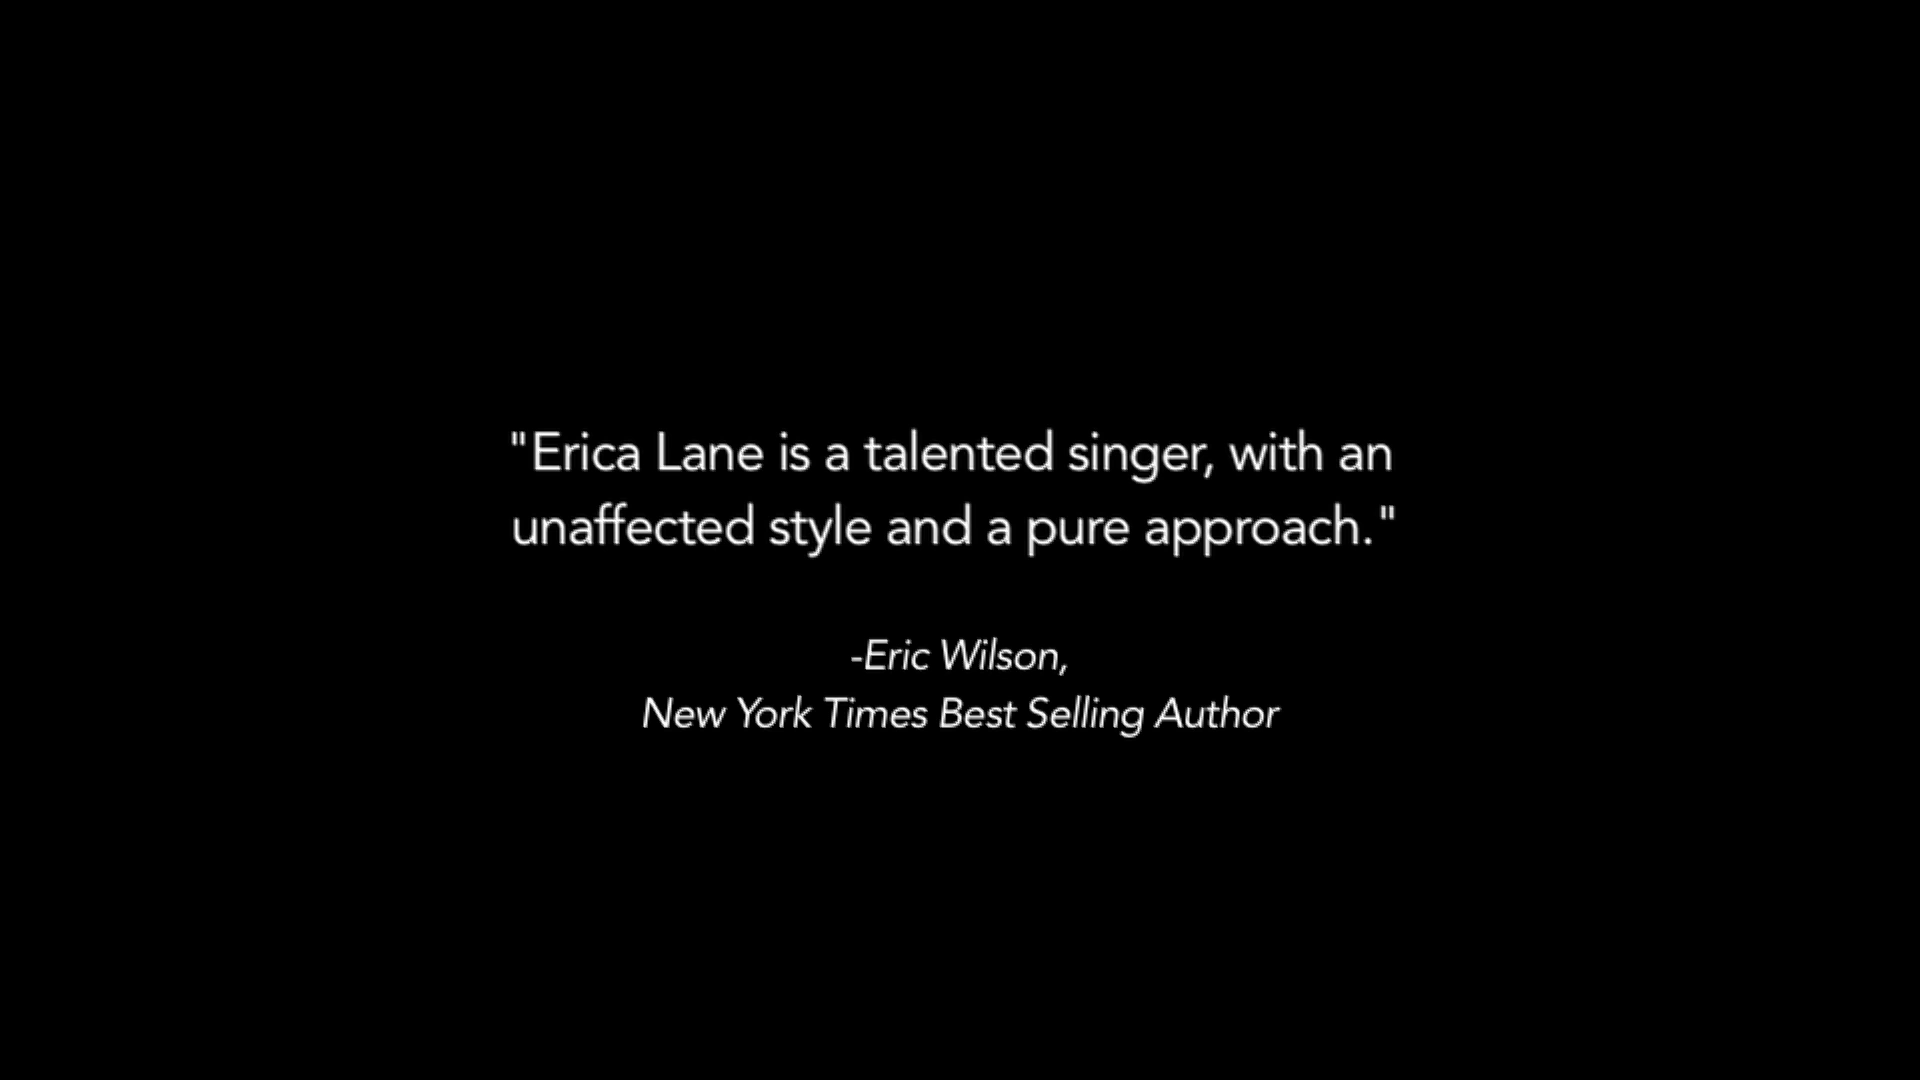 "Erica Lane is a talented singer, with an
unaffected style and a pure approach."
-Eric Wilson,
New York Times Best Selling Author